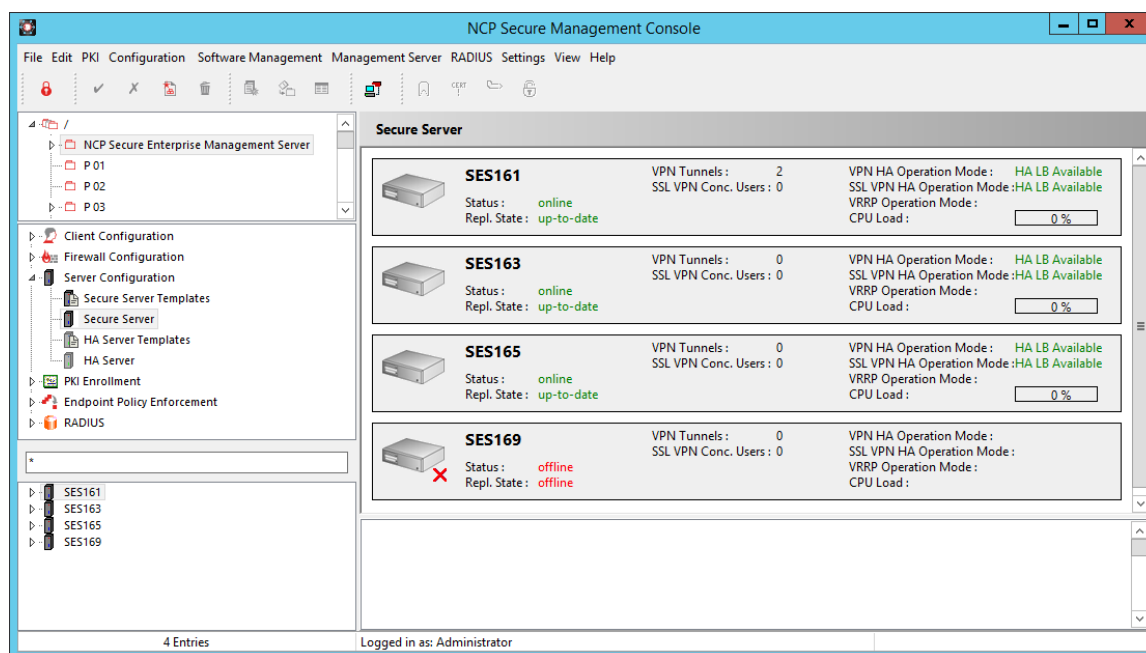 NCP Secure Management Console
File Edit PKI Configuration Software Management Management Server RADIUS Settings View Help
CERT
/
NCP Secure Enterprise Management Server
P 01
P 02
P 03
Client Configuration
Firewall Configuration
Server Configuration
Secure Server Templates
Secure Server
HA Server Templates
HA Server
PKI Enrollment
Endpoint Policy Enforcement
RADIUS
*
SES161
SES163
SES165
SES169
Secure Server
SES161
Status : online
Repl. State : up-to-date
VPN Tunnels : 2
SSL VPN Conc. Users : 0
VPN HA Operation Mode : HA LB Available
SSL VPN HA Operation Mode :HA LB Available
VRRP Operation Mode :
CPU Load : 0 %
SES163
Status : online
Repl. State : up-to-date
VPN Tunnels : 0
SSL VPN Conc. Users : 0
VPN HA Operation Mode : HA LB Available
SSL VPN HA Operation Mode :HA LB Available
VRRP Operation Mode :
CPU Load : 0 %
SES165
Status : online
Repl. State : up-to-date
VPN Tunnels : 0
SSL VPN Conc. Users : 0
VPN HA Operation Mode : HA LB Available
SSL VPN HA Operation Mode :HA LB Available
VRRP Operation Mode :
CPU Load : 0 %
SES169
Status : offline
Repl. State : offline
VPN Tunnels : 0
SSL VPN Conc. Users : 0
VPN HA Operation Mode :
SSL VPN HA Operation Mode :
VRRP Operation Mode :
CPU Load :
4 Entries
Logged in as: Administrator